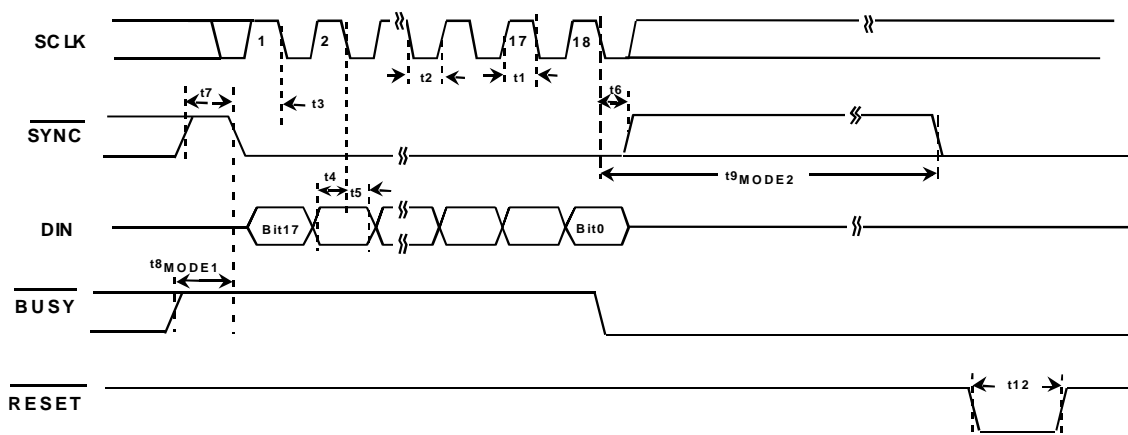 SCLK
1
2
17
18
t2
t1
t3
t7
t6
SYNC
t9MODE2
t4
t5
DIN
Bit17
Bit0
t8MODE1
BUSY
t12
RESET